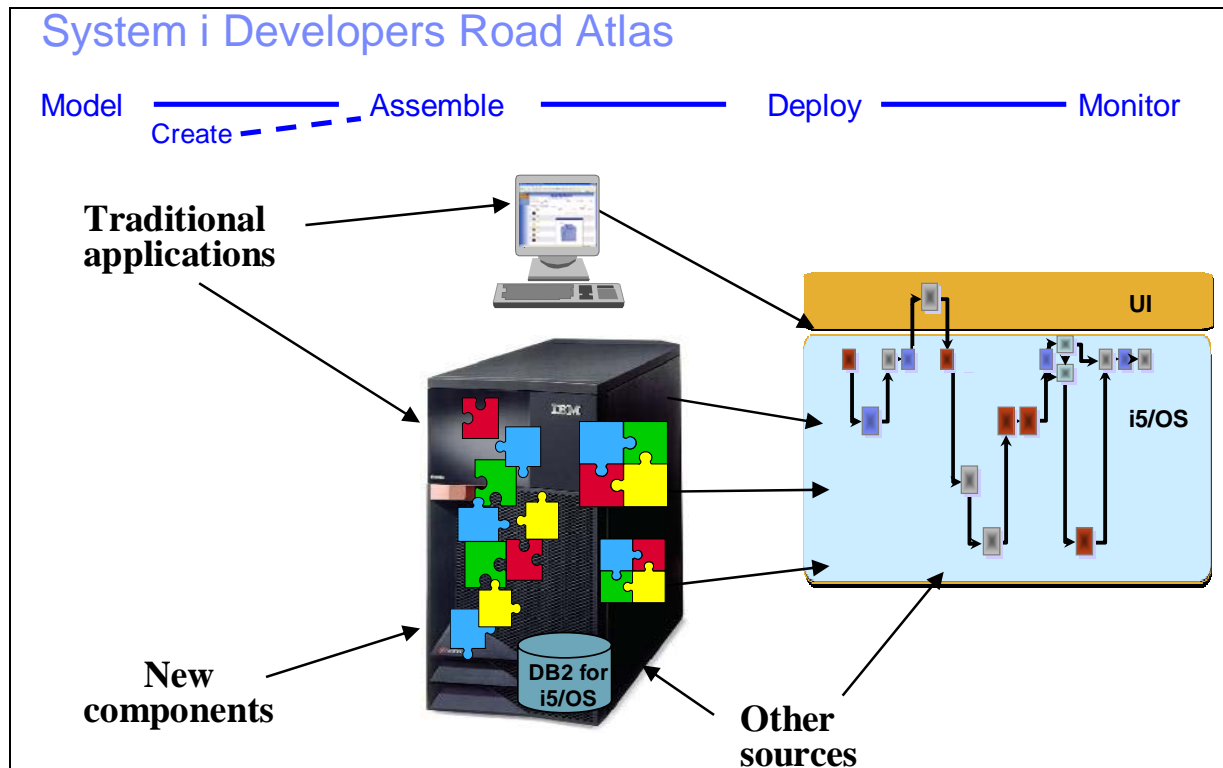 System i Developers Road Atlas
Model
Assemble
Deploy
Monitor
Create
Traditional
applications
UI
IBM
i5/OS
DB2 for
i5/OS
New
components
Other
sources